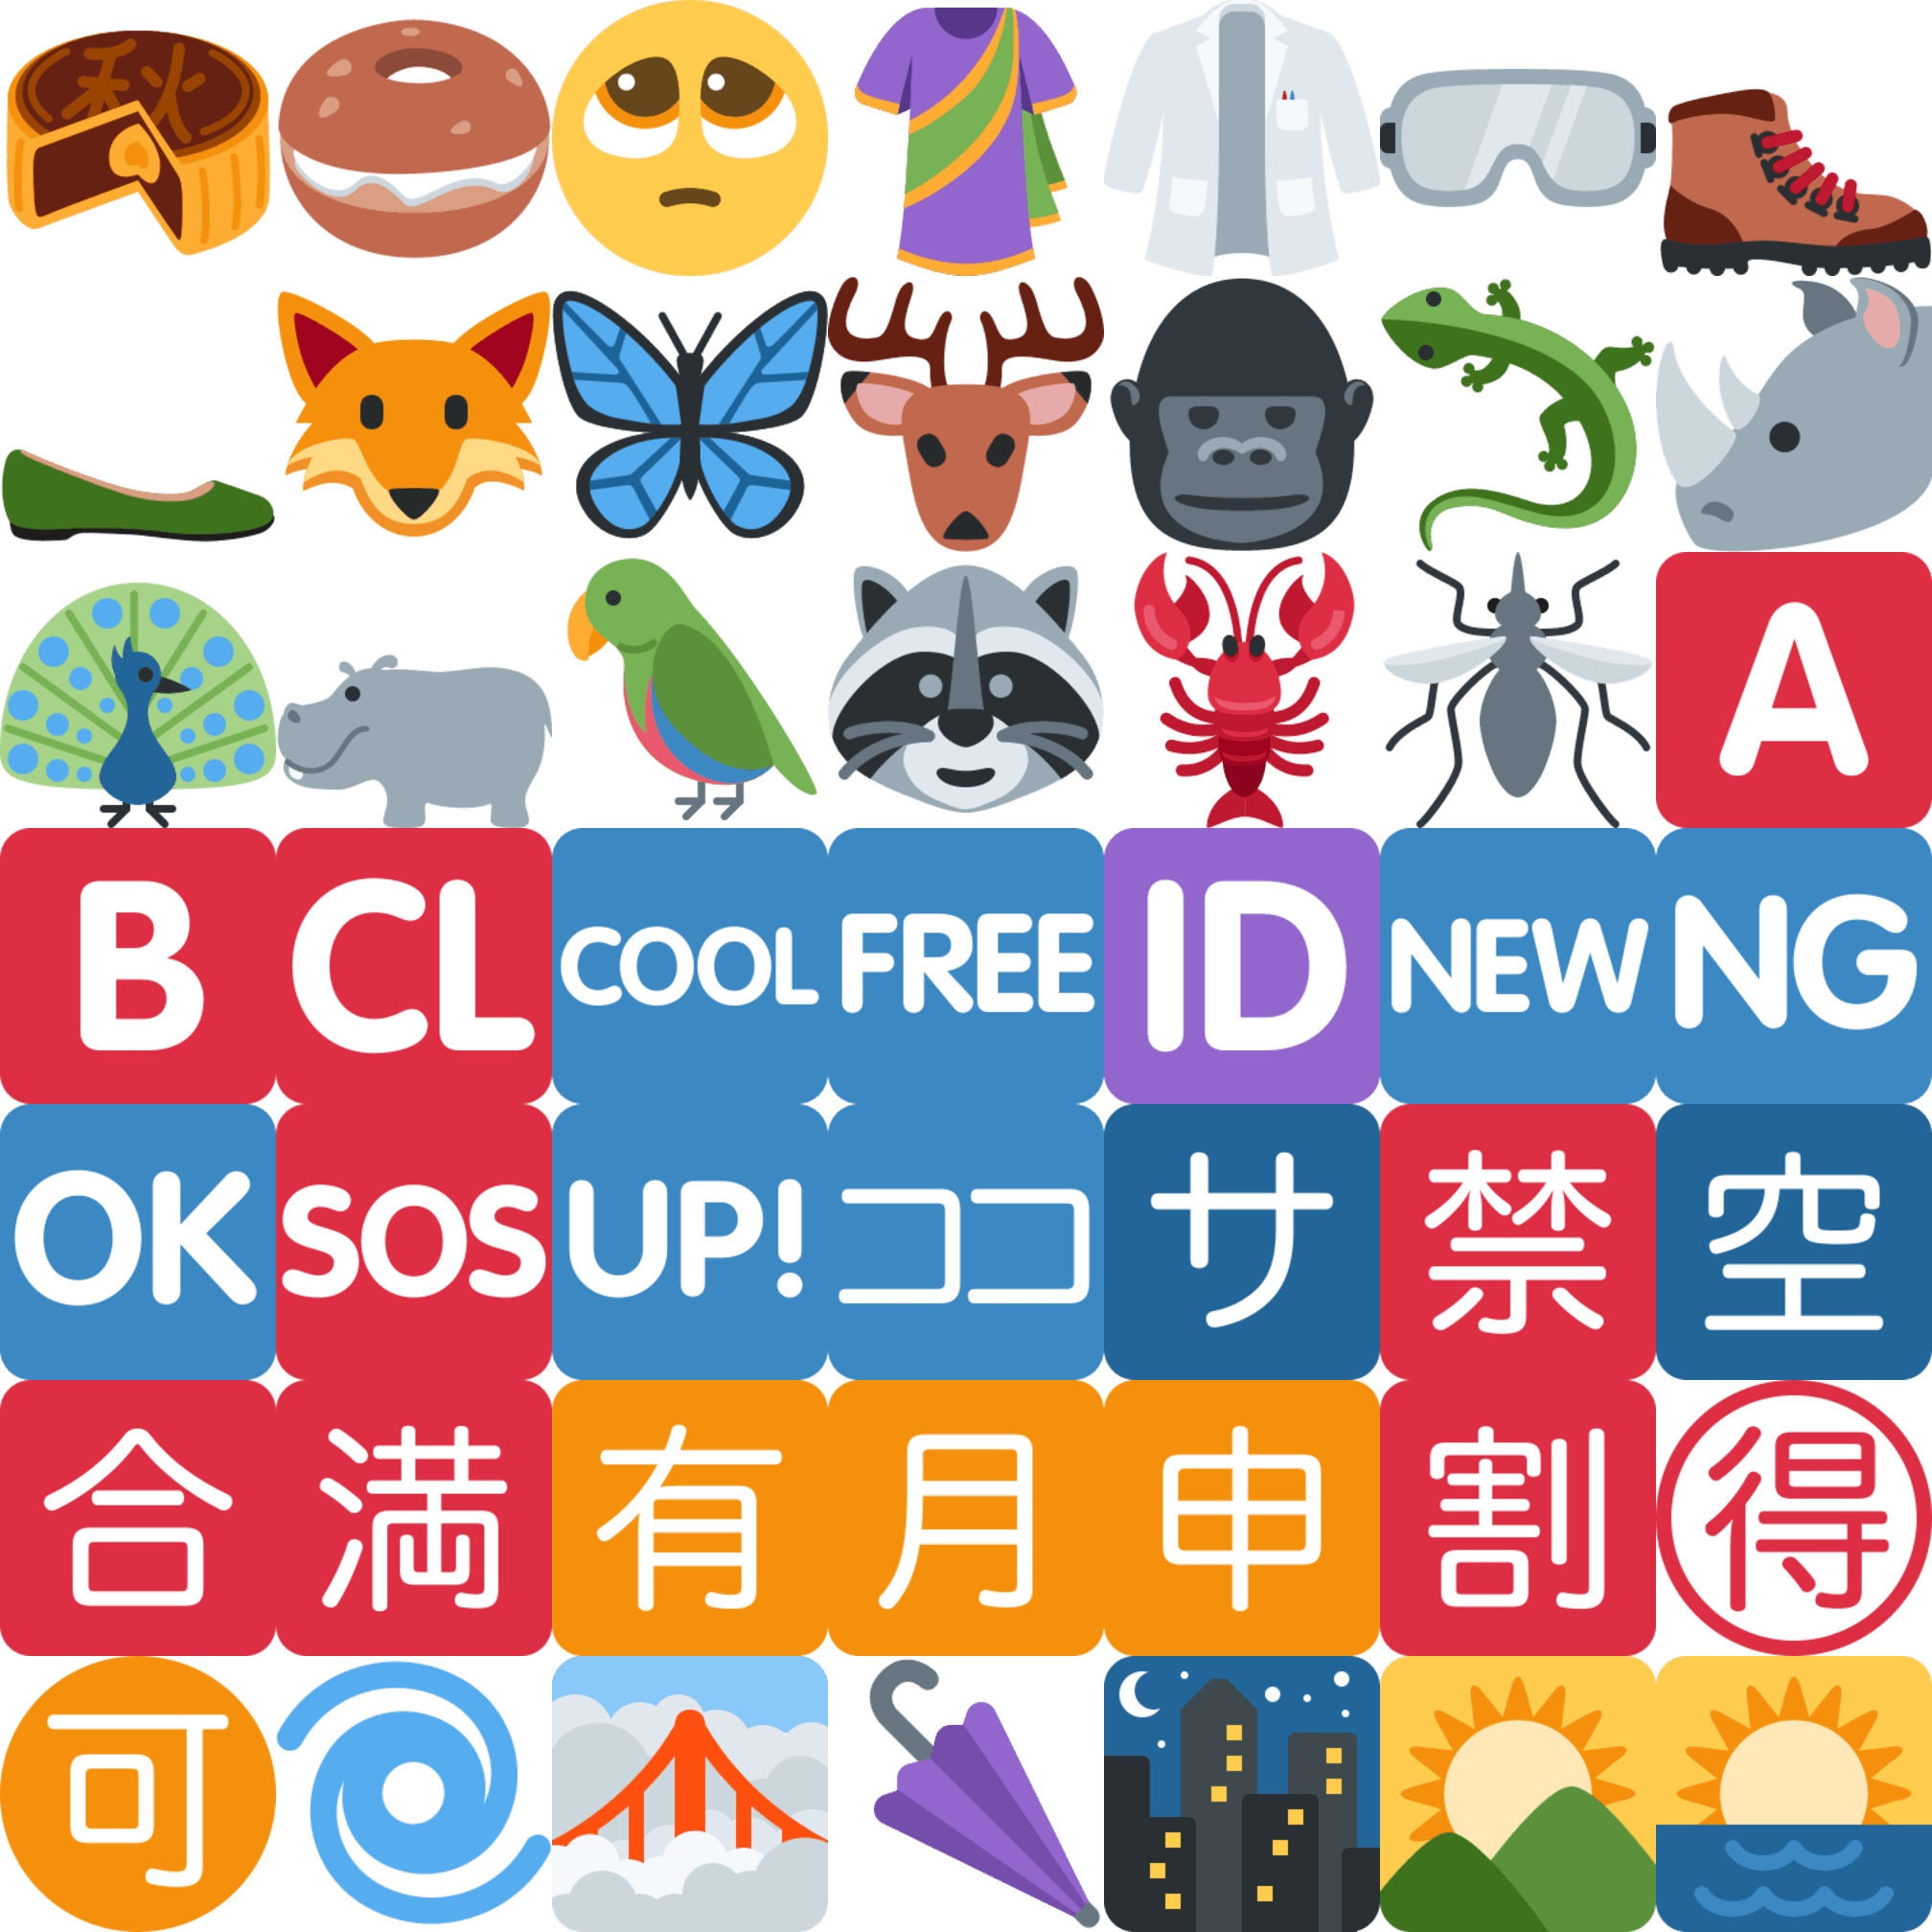 A
B CL COOL FREE ID NEW NG
OK SOS UP! ココ サ 禁 空
合 満 有 月 申 割 得
可